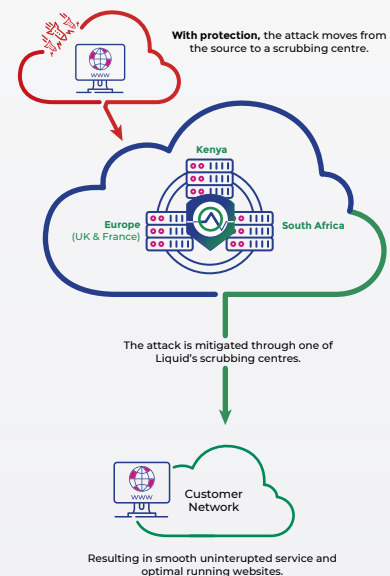 With protection, the attack moves from
the source to a scrubbing centre.
www
Kenya
Europe
(UK & France)
South Africa
The attack is mitigated through one of
Liquid's scrubbing centres.
www
Customer
Network
Resulting in smooth uninterupted service and
optimal running websites.